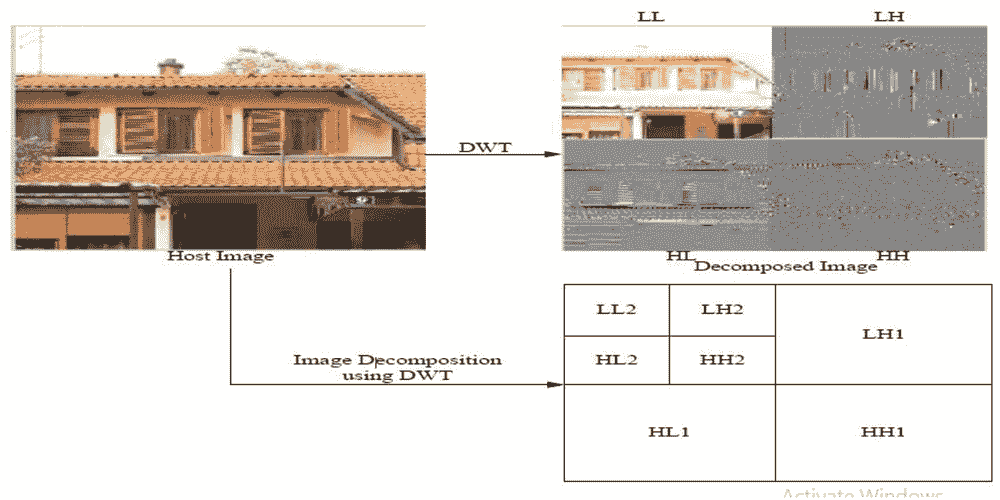 LL
LH
DWT
Host Image
HL
HH
Decomposed Image
LL2
LH2
LH1
HL2
HH2
Image Decomposition
using DWT
HL1
HH1
Activate Windows